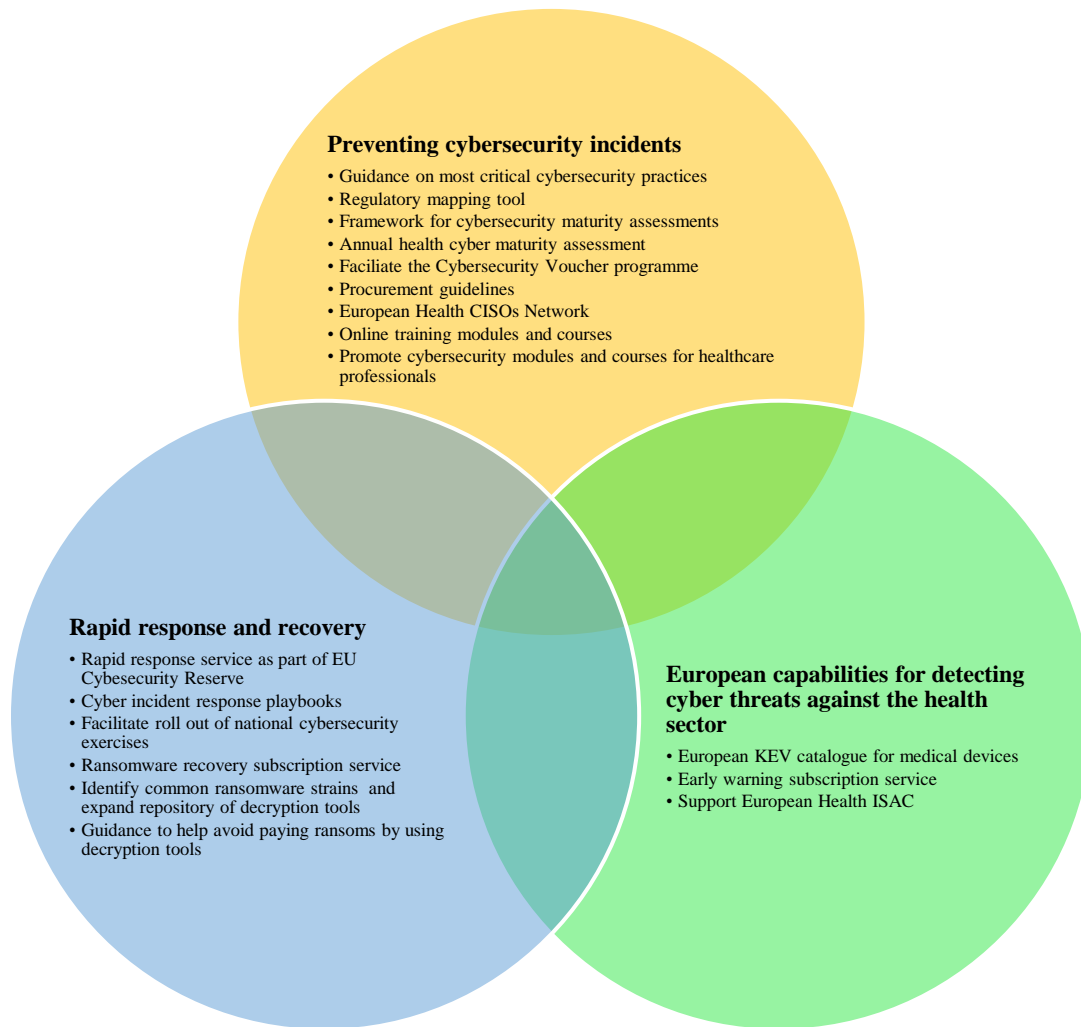 Preventing cybersecurity incidents
• Guidance on most critical cybersecurity practices
• Regulatory mapping tool
• Framework for cybersecurity maturity assessments
• Annual health cyber maturity assessment
• Faciliate the Cybersecurity Voucher programme
• Procurement guidelines
• European Health CISOs Network
• Online training modules and courses
• Promote cybersecurity modules and courses for healthcare
professionals
Rapid response and recovery
• Rapid response service as part of EU
Cybesecurity Reserve
• Cyber incident response playbooks
• Facilitate roll out of national cybersecurity
exercises
• Ransomware recovery subscription service
• Identify common ransomware strains and
expand repository of decryption tools
• Guidance to help avoid paying ransoms by using
decryption tools
European capabilities for detecting
cyber threats against the health
sector
• European KEV catalogue for medical devices
• Early warning subscription service
• Support European Health ISAC